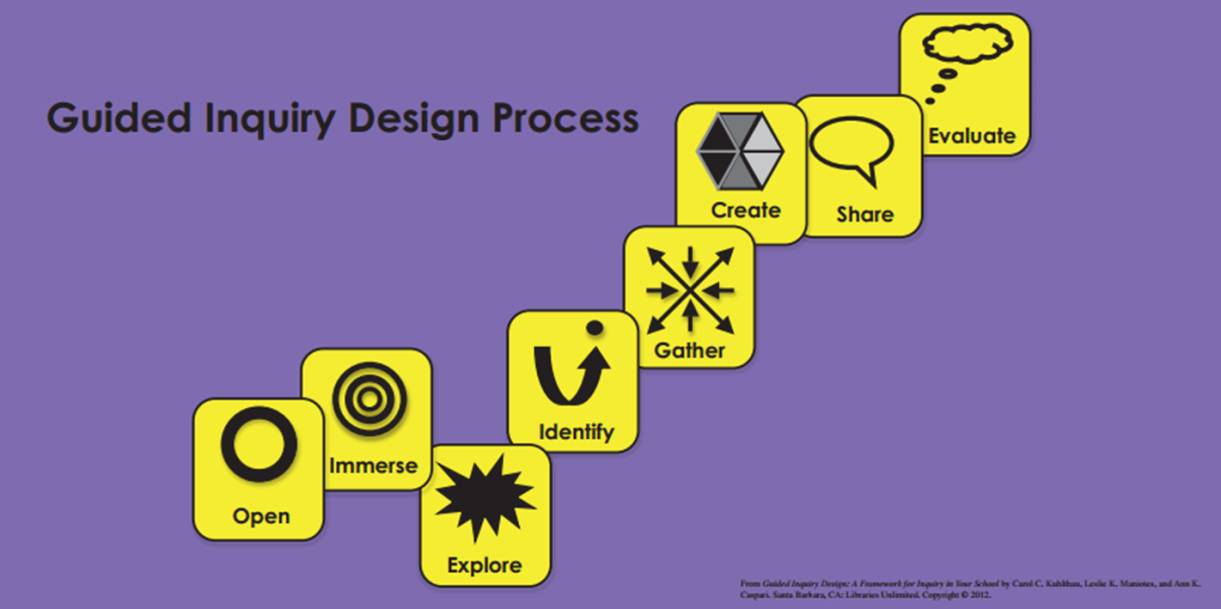 Guided Inquiry Design Process
Open
Immerse
Explore
Identify
Gather
Create
Share
Evaluate
From Guided Inquiry Design: A Framework for Inquiry in Your School by Carol C. Kuhlthau, Leslie K. Maniotes, and Ann K.
Caspari. Santa Barbara, CA: Libraries Unlimited. Copyright © 2012.